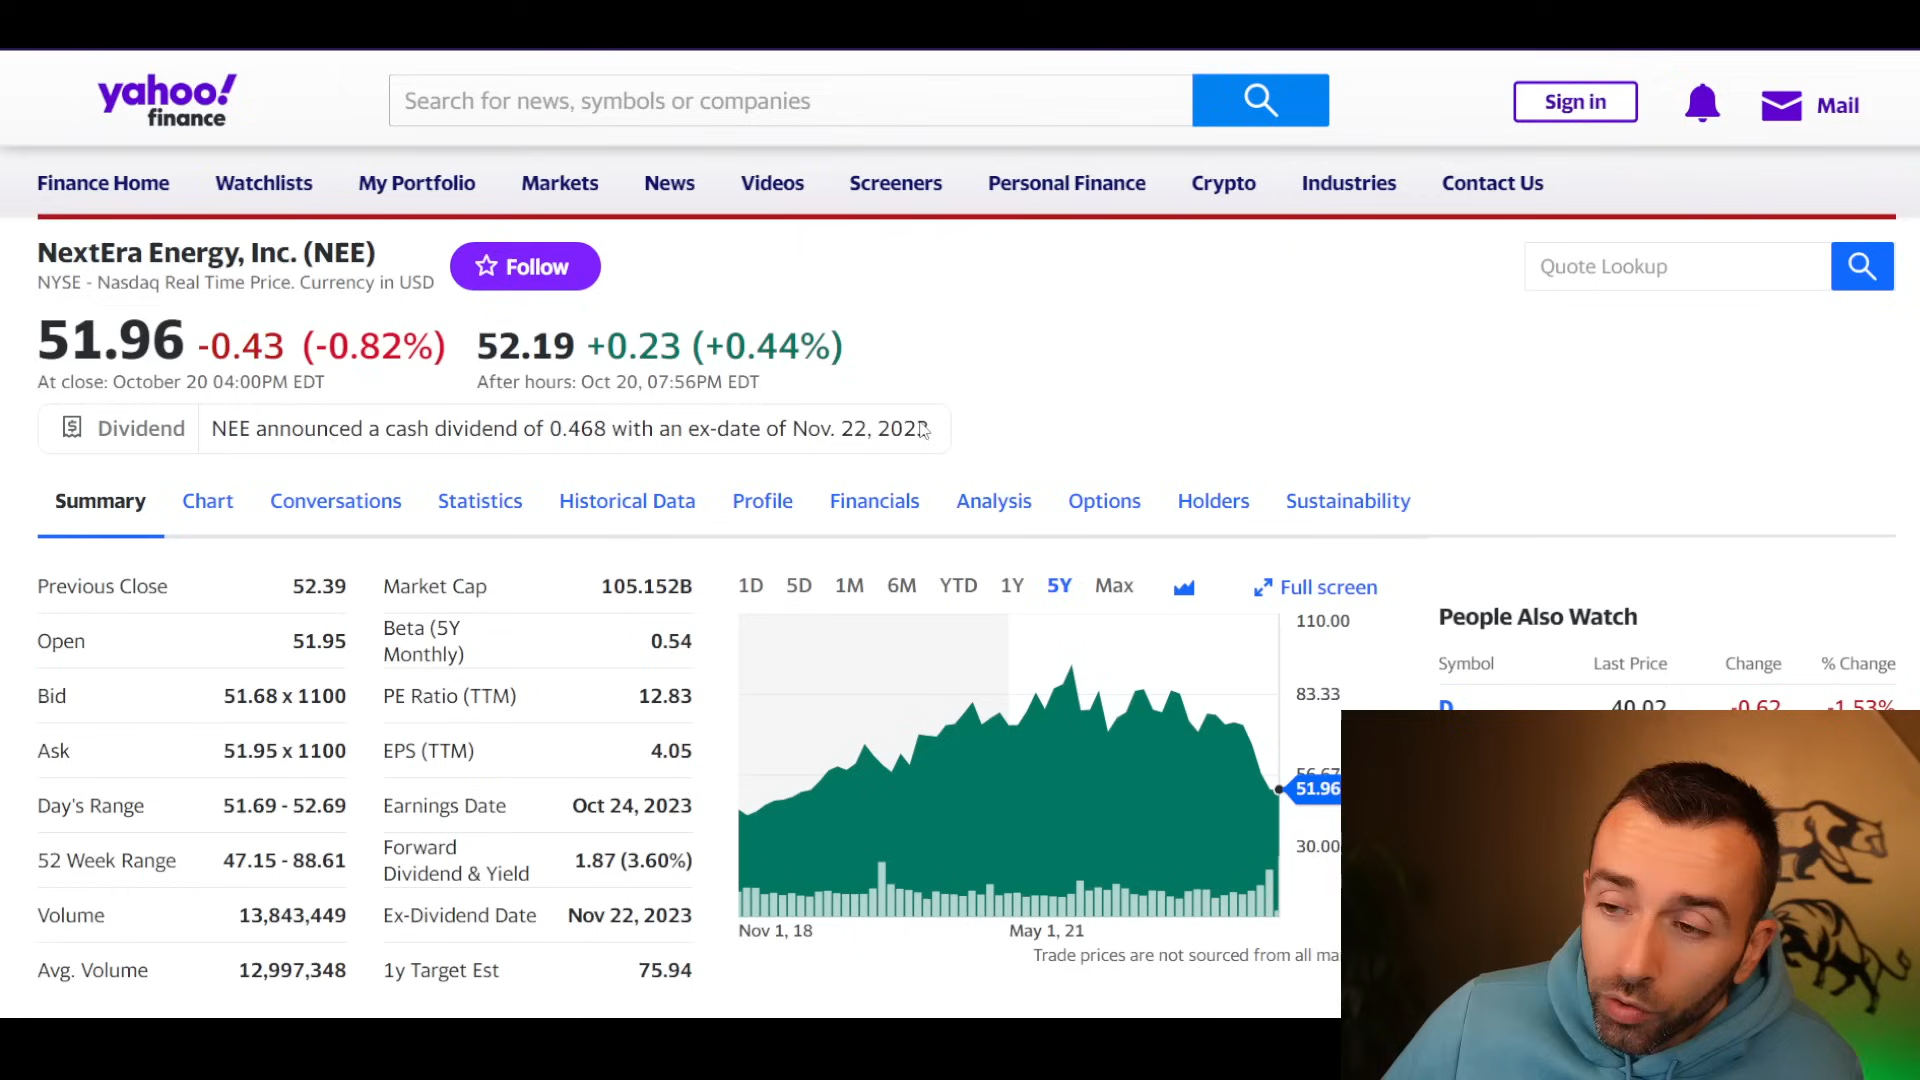 yahoo!
finance
Search for news, symbols or companies
Sign in
Mail
Finance Home Watchlists My Portfolio Markets News Videos Screeners Personal Finance Crypto Industries Contact Us
NextEra Energy, Inc. (NEE)
Follow
NYSE - Nasdaq Real Time Price. Currency in USD
Quote Lookup
51.96 -0.43 (-0.82%) 52.19 +0.23 (+0.44%)
At close: October 20 04:00PM EDT After hours: Oct 20, 07:56PM EDT
Dividend NEE announced a cash dividend of 0.468 with an ex-date of Nov. 22,
Summary Chart Conversations Statistics Historical Data Profile Financials Analysis Options Holders Sustainability
Previous Close 52.39
Open 51.95
Bid 51.68 x 1100
Ask 51.95 x 1100
Day's Range 51.69 - 52.69
52 Week Range 47.15 - 88.61
Volume 13,843,449
Avg. Volume 12,997,348
Market Cap 105.152B
Beta (5Y
Monthly) 0.54
PE Ratio (TTM) 12.83
EPS (TTM) 4.05
Earnings Date Oct 24, 2023
Forward
Dividend & Yield 1.87 (3.60%)
Ex-Dividend Date Nov 22, 2023
1y Target Est 75.94
1D 5D 1M 6M YTD 1Y 5Y Max Full screen
110.00
83.33
51.96
30.00
Nov 1, 18 May 1, 21
Trade prices are not sourced from all
People Also Watch
Symbol Last Price Change % Change
D 40.02 -0.62 -1.53%